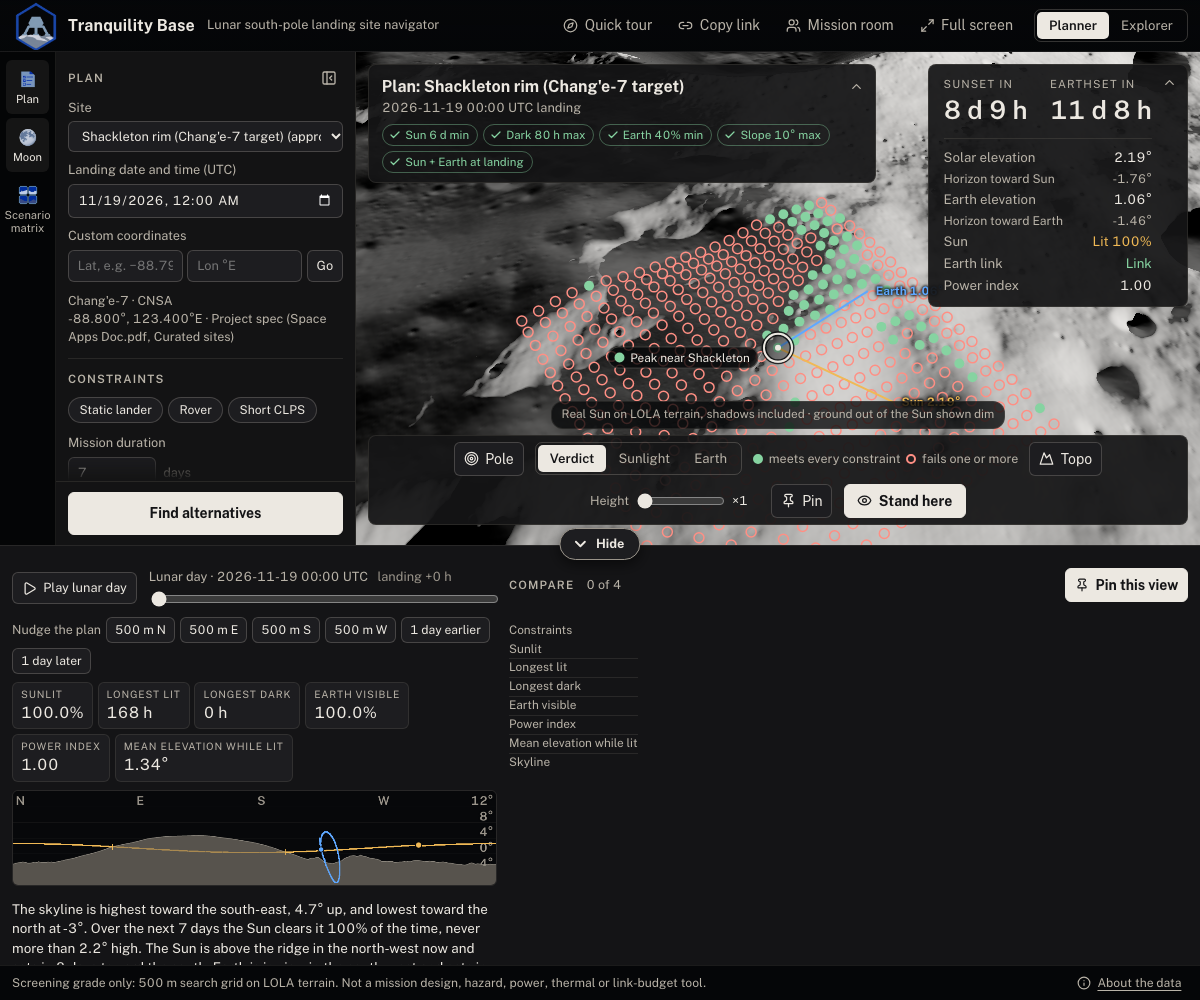 Tranquility Base
Lunar south-pole landing site navigator
Quick tour
Copy link
Mission room
Full screen
Planner
Explorer
Plan
Moon
Scenario
matrix
PLAN
Site
Shackleton rim (Chang'e-7 target) (appro
Landing date and time (UTC)
11/19/2026, 12:00 AM
Custom coordinates
Lat, e.g. −88.79
Lon °E
Go
Chang'e-7 · CNSA
-88.800°, 123.400°E · Project spec (Space
Apps Doc.pdf, Curated sites)
CONSTRAINTS
Static lander
Rover
Short CLPS
Mission duration
7 days
Find alternatives
Plan: Shackleton rim (Chang'e-7 target)
2026-11-19 00:00 UTC landing
Sun 6 d min
Dark 80 h max
Earth 40% min
Slope 10° max
Sun + Earth at landing
SUNSET IN
8 d 9 h
EARTHSET IN
11 d 8 h
Solar elevation 2.19°
Horizon toward Sun -1.76°
Earth elevation 1.06°
Horizon toward Earth -1.46°
Sun Lit 100%
Earth link Link
Power index 1.00
Earth 1.0
Peak near Shackleton
Sun 2.19°
Real Sun on LOLA terrain, shadows included · ground out of the Sun shown dim
Pole
Verdict
Sunlight
Earth
meets every constraint
fails one or more
Topo
Height
×1
Pin
Stand here
Hide
Play lunar day
Lunar day · 2026-11-19 00:00 UTC landing +0 h
Nudge the plan
500 m N
500 m E
500 m S
500 m W
1 day earlier
1 day later
SUNLIT
100.0%
LONGEST LIT
168 h
LONGEST DARK
0 h
EARTH VISIBLE
100.0%
POWER INDEX
1.00
MEAN ELEVATION WHILE LIT
1.34°
N E S W 12°
8°
4°
0°
4°
The skyline is highest toward the south-east, 4.7° up, and lowest toward the
north at -3°. Over the next 7 days the Sun clears it 100% of the time, never
more than 2.2° high. The Sun is above the ridge in the north-west now and
COMPARE 0 of 4
Pin this view
Constraints
Sunlit
Longest lit
Longest dark
Earth visible
Power index
Mean elevation while lit
Skyline
Screening grade only: 500 m search grid on LOLA terrain. Not a mission design, hazard, power, thermal or link-budget tool.
About the data